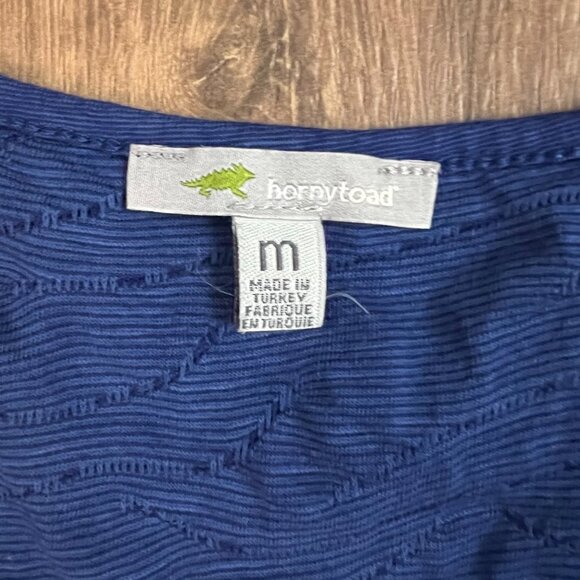 hornytoad
m
MADE IN
TURKEY
FABRIQUE
EN TURQUIE